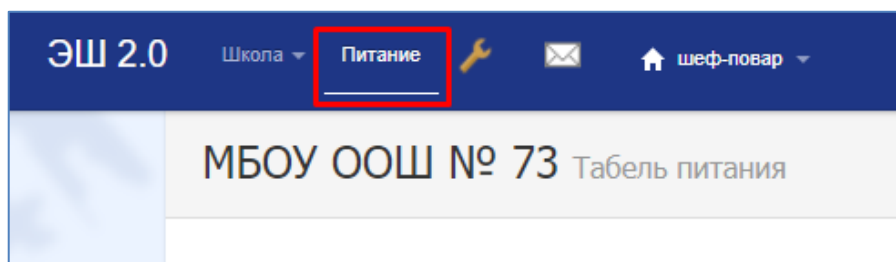 ЭШ 2.0 Школа Питание шеф-повар
МБОУ ООШ № 73 Табель питания